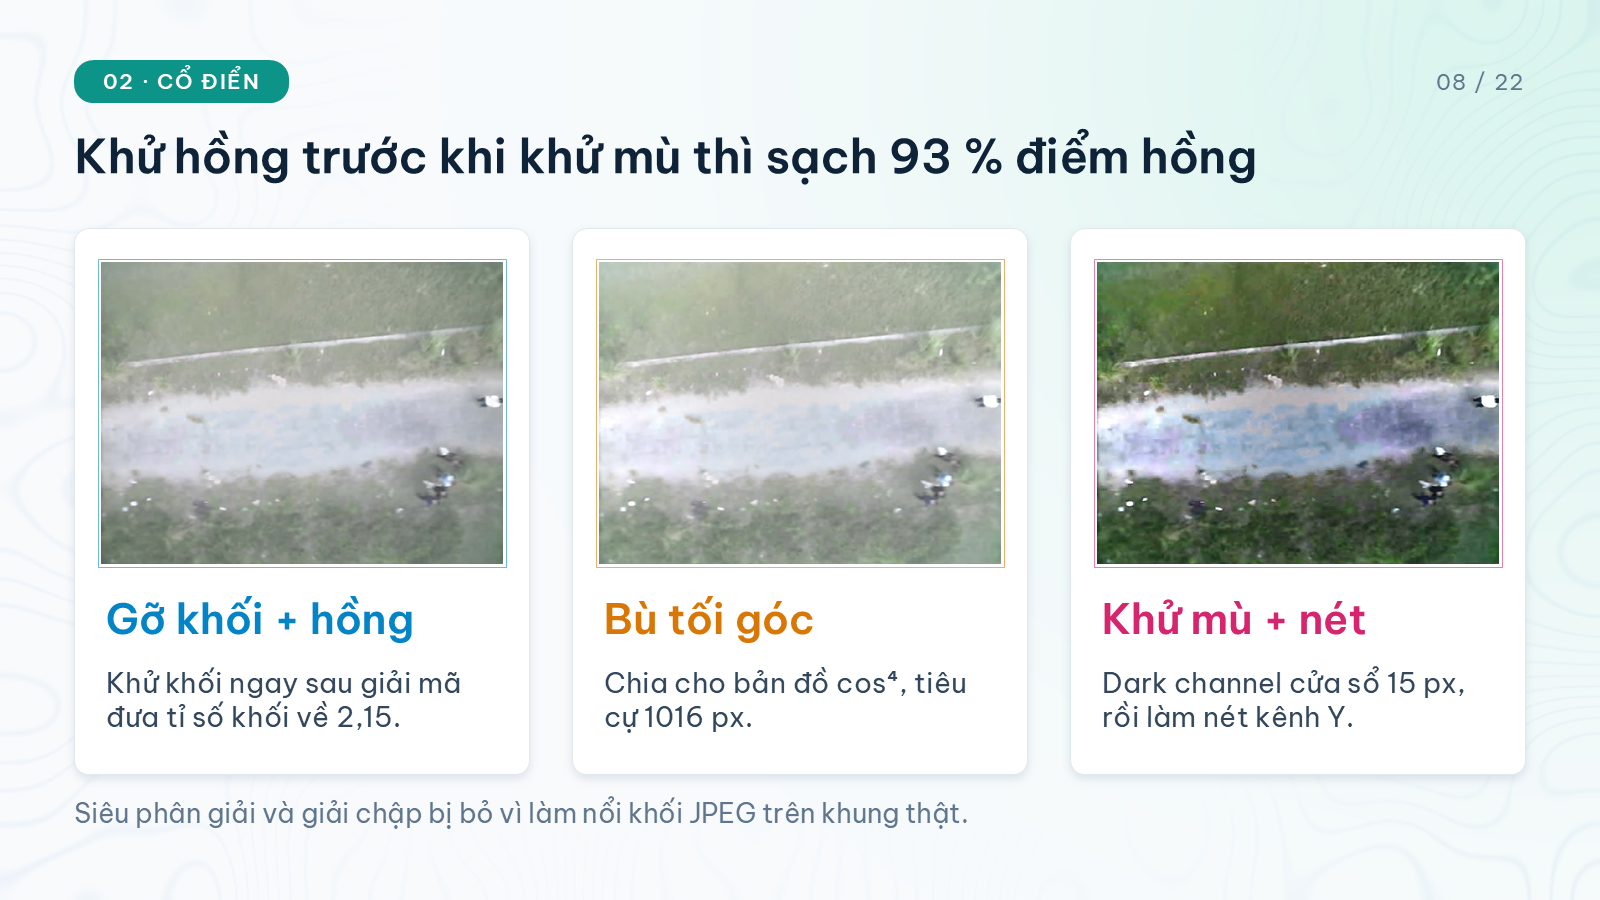 02 · CỔ ĐIỂN
08 / 22
Khử hồng trước khi khử mù thì sạch 93 % điểm hồng
Gỡ khối + hồng
Khử khối ngay sau giải mã
đưa tỉ số khối về 2,15.
Bù tối góc
Chia cho bản đồ cos⁴, tiêu
cự 1016 px.
Khử mù + nét
Dark channel cửa sổ 15 px,
rồi làm nét kênh Y.
Siêu phân giải và giải chập bị bỏ vì làm nổi khối JPEG trên khung thật.